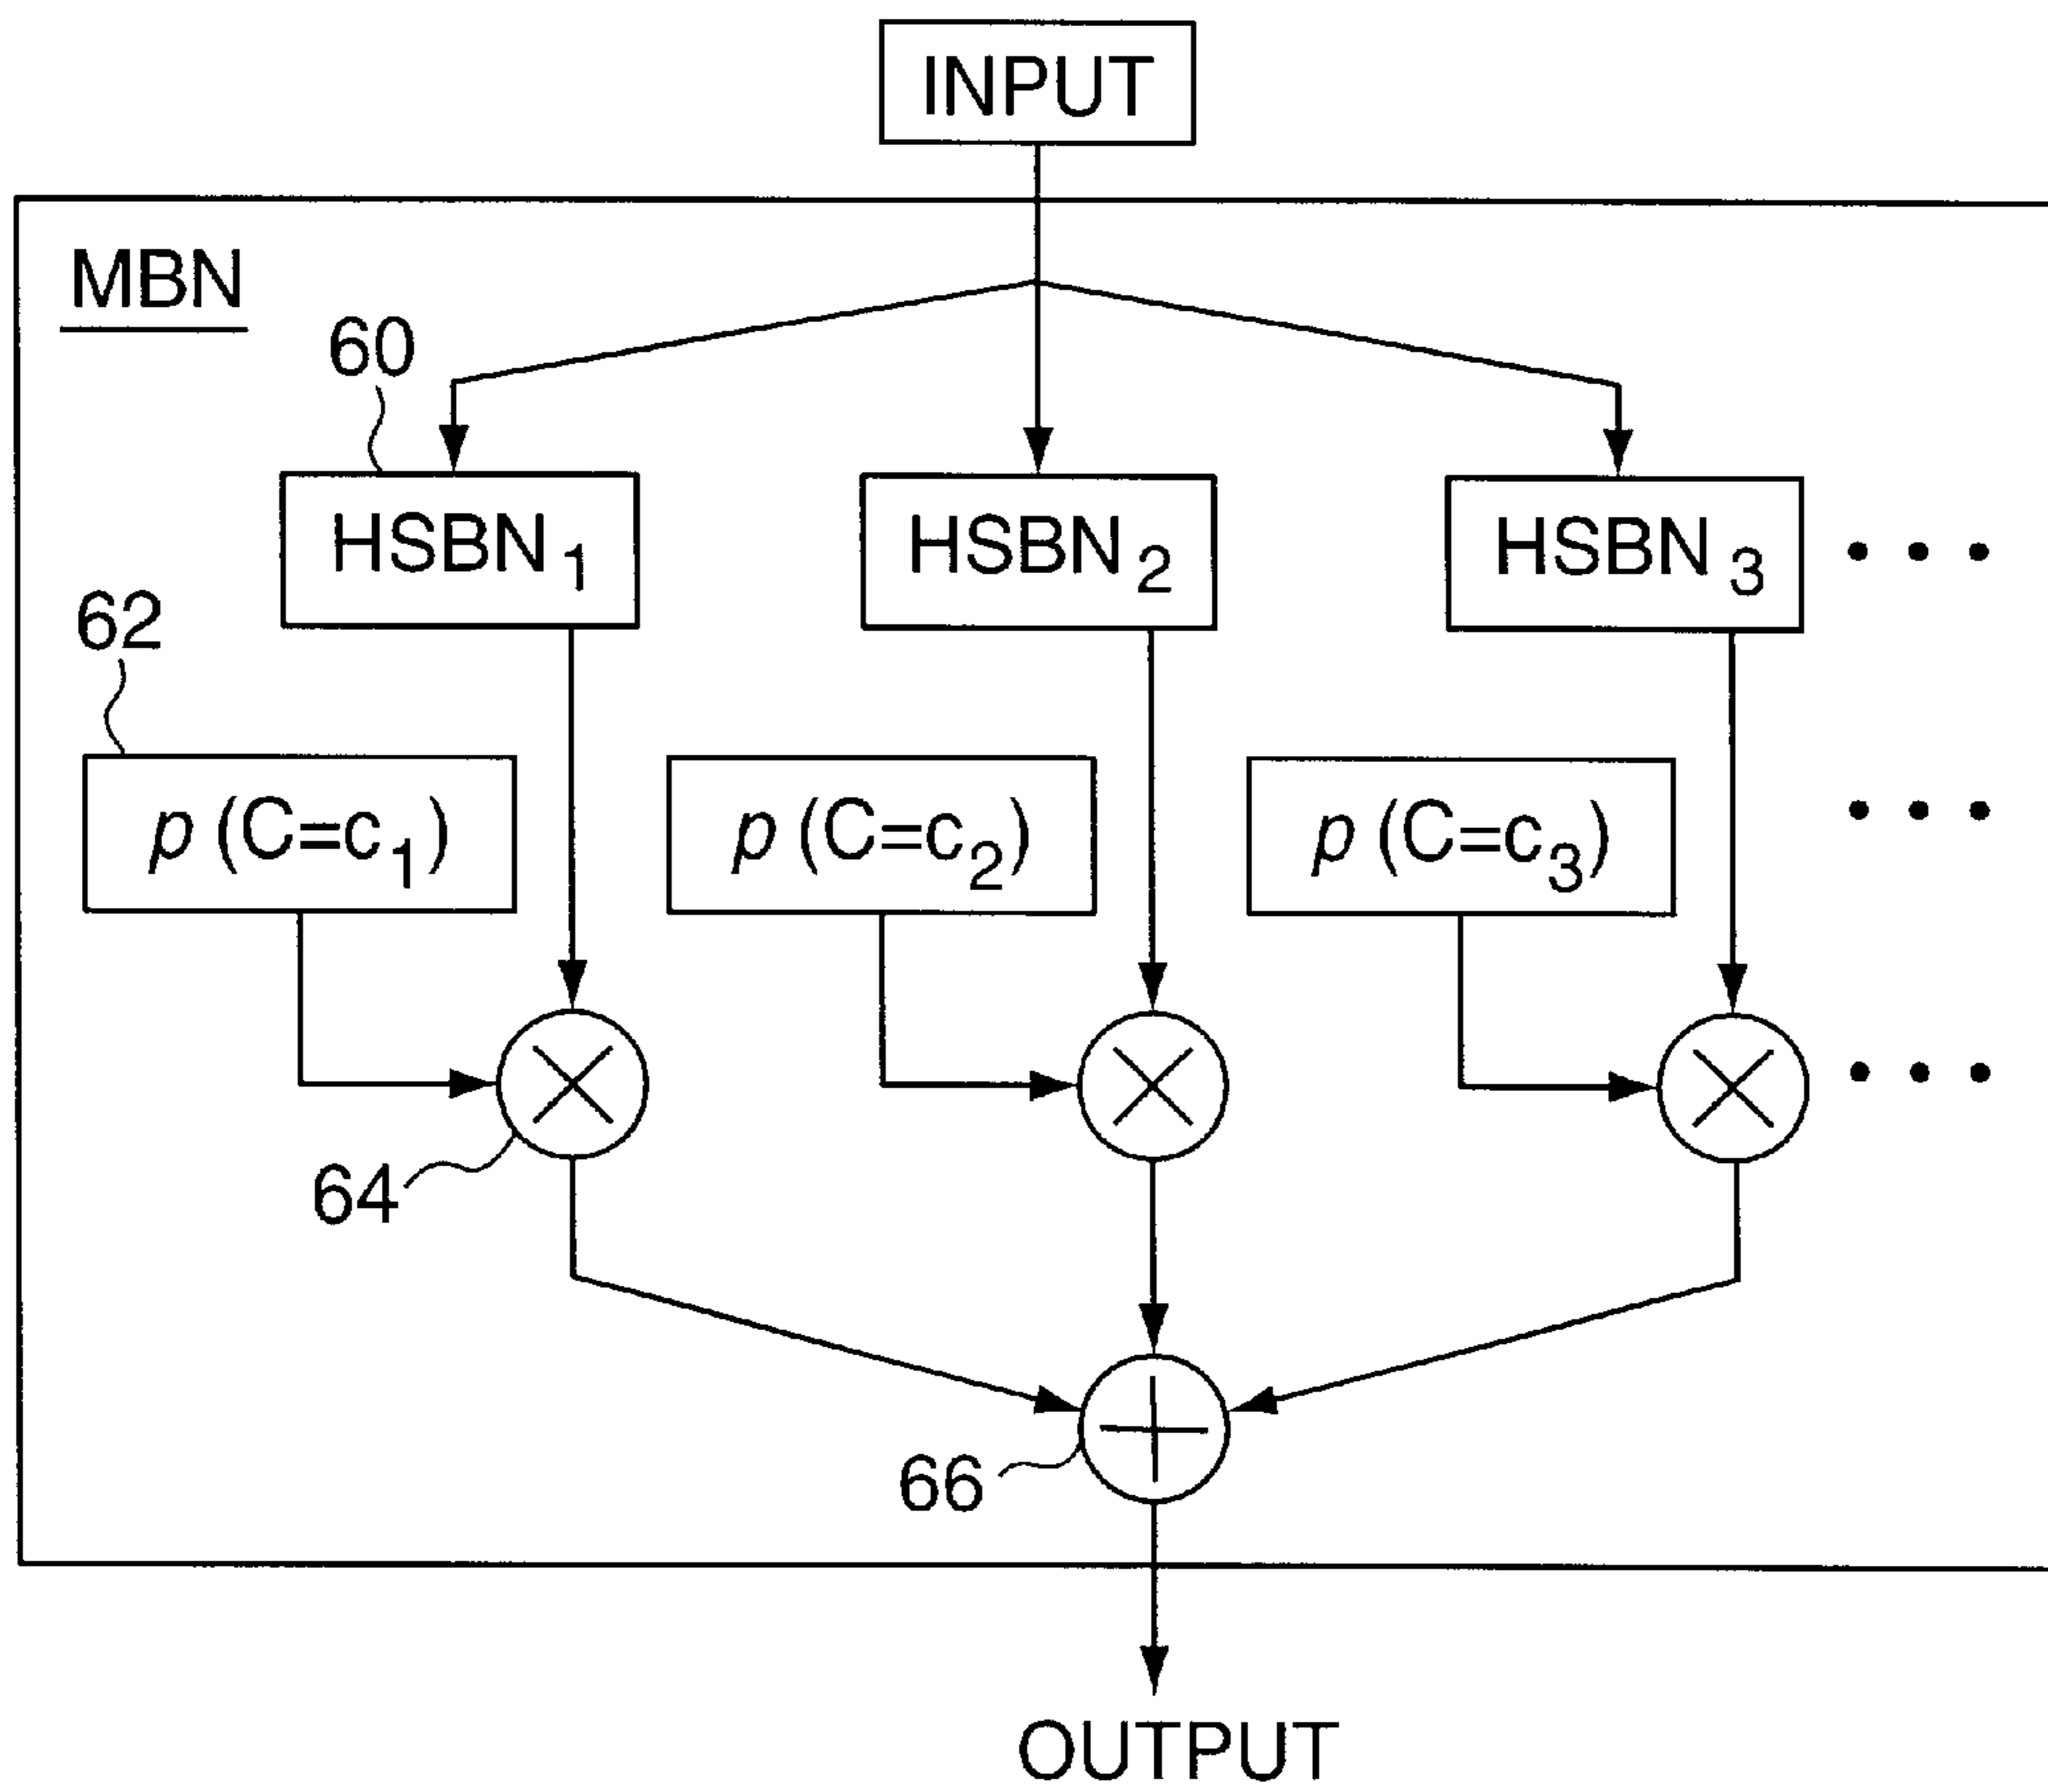 INPUT
MBN
60
HSBN1
HSBN2
HSBN3
• • •
62
p (C=c1)
p (C=c2)
p (C=c3)
• • •
• • •
64
66
OUTPUT